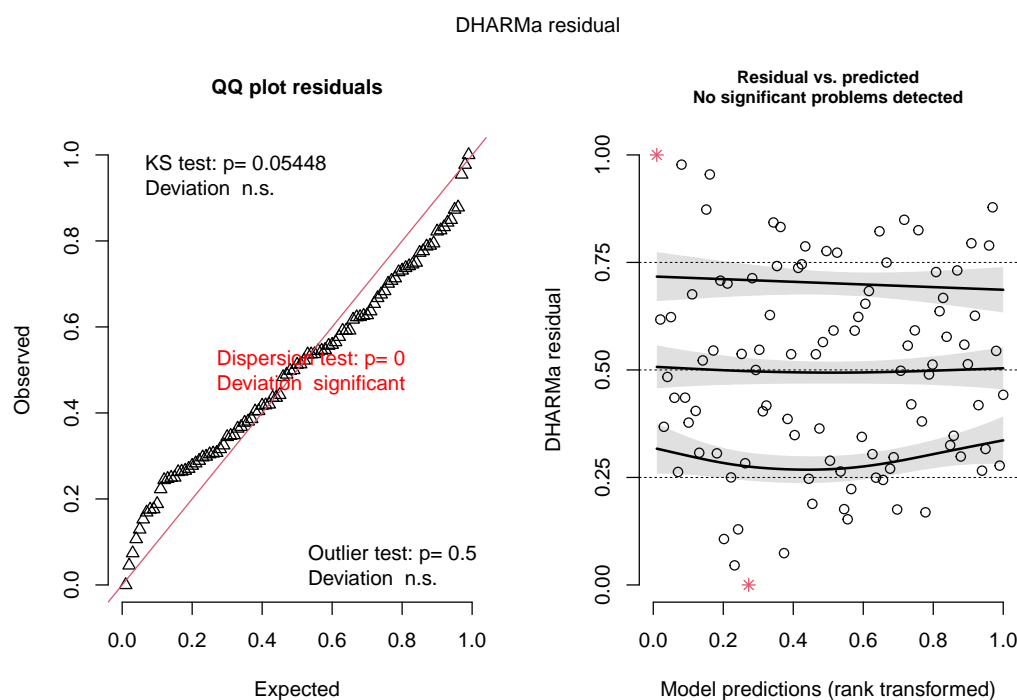 DHARMa residual
QQ plot residuals
KS test: p= 0.05448
Deviation n.s.
Dispersion test: p= 0
Deviation significant
Outlier test: p= 0.5
Deviation n.s.
Observed
0.0 0.2 0.4 0.6 0.8 1.0
0.0 0.2 0.4 0.6 0.8 1.0
Expected
Residual vs. predicted
No significant problems detected
DHARMa residual
0.00 0.25 0.50 0.75 1.00
0.0 0.2 0.4 0.6 0.8 1.0
Model predictions (rank transformed)